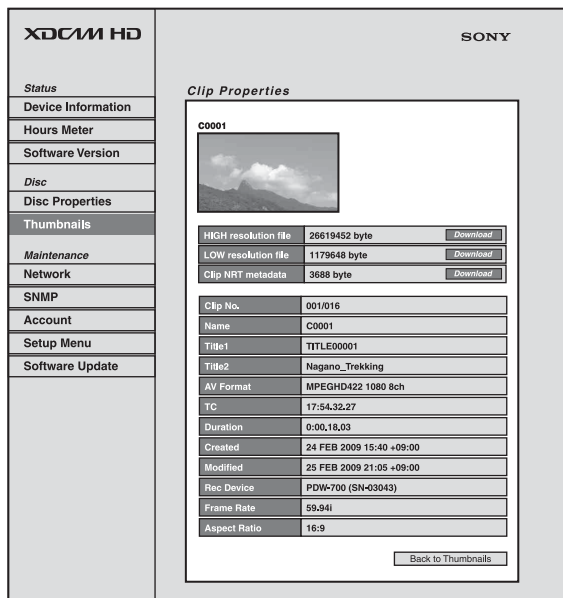 XDCAM HD
SONY
Status
Device Information
Hours Meter
Software Version
Disc
Disc Properties
Thumbnails
Maintenance
Network
SNMP
Account
Setup Menu
Software Update
Clip Properties
C0001
HIGH resolution file 26619452 byte Download
LOW resolution file 1179648 byte Download
Clip NRT metadata 3688 byte Download
Clip No. 001/016
Name C0001
Title1 TITLE00001
Title2 Nagano_Trekking
AV Format MPEGHD422 1080 8ch
TC 17:54.32.27
Duration 0:00.18.03
Created 24 FEB 2009 15:40 +09:00
Modified 25 FEB 2009 21:05 +09:00
Rec Device PDW-700 (SN-03043)
Frame Rate 59.94i
Aspect Ratio 16:9
Back to Thumbnails